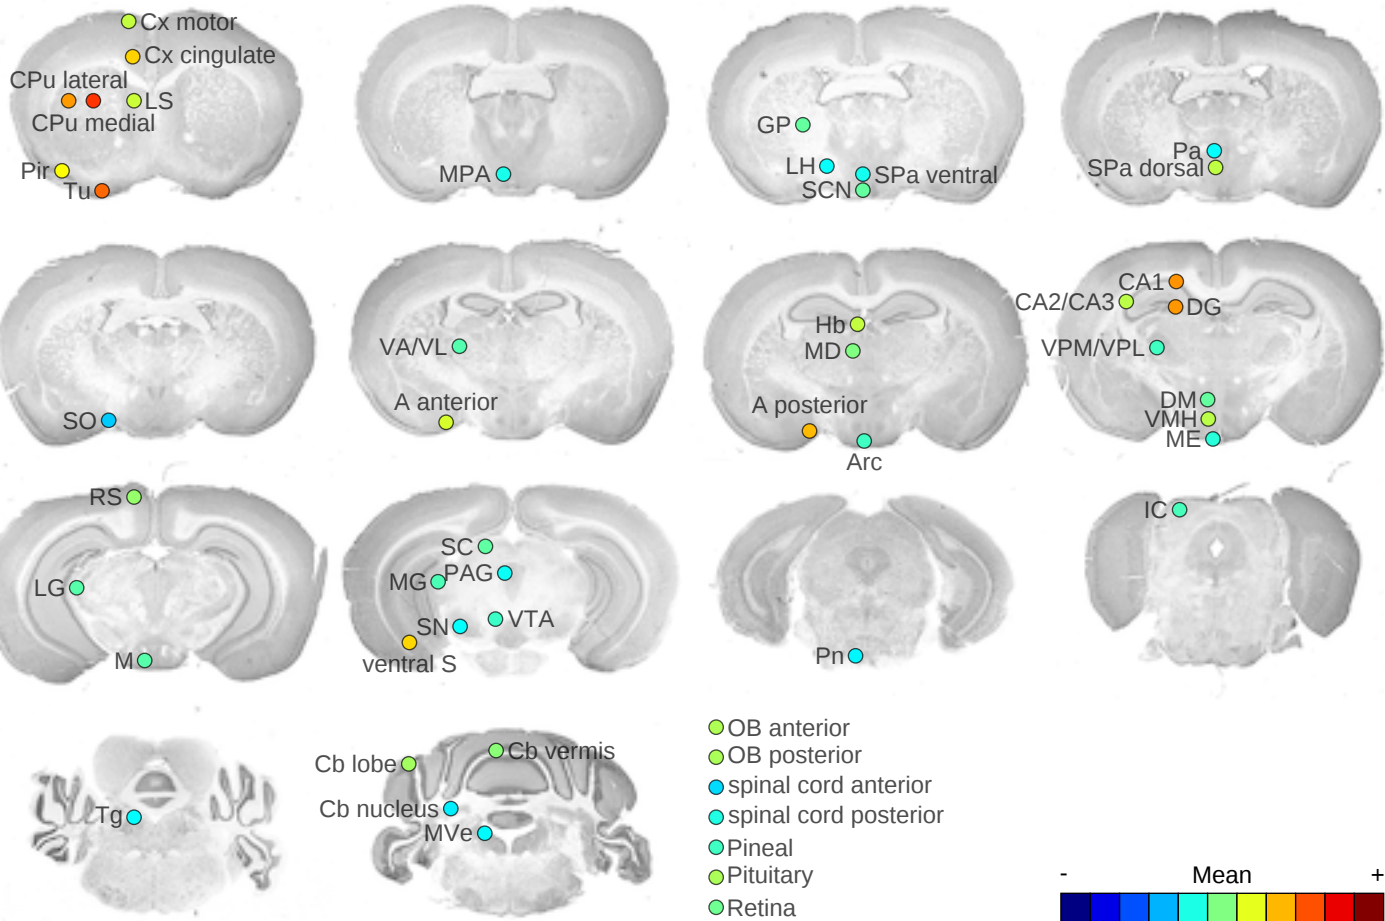 Cx motor
Cx cingulate
CPu lateral
LS
CPu medial
Pir
Tu
MPA
GP
LH
SPa ventral
SCN
Pa
SPa dorsal
SO
VA/VL
A anterior
Hb
MD
A posterior
Arc
CA1
CA2/CA3
DG
VPM/VPL
DM
VMH
ME
RS
LG
M
SC
MG
PAG
SN
VTA
ventral S
Pn
IC
Tg
Cb lobe
Cb vermis
Cb nucleus
MVe
OB anterior
OB posterior
spinal cord anterior
spinal cord posterior
Pineal
Pituitary
Retina
- Mean +